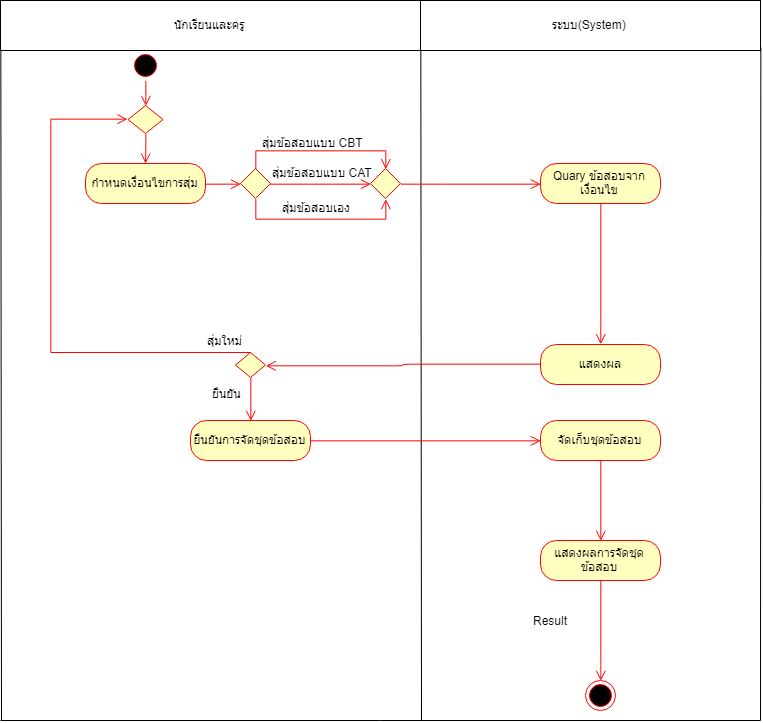 นักเรียนและครู
ระบบ(System)
สุ่มข้อสอบแบบ CBT
กำหนดเงื่อนไขการสุ่ม
สุ่มข้อสอบแบบ CAT
สุ่มข้อสอบเอง
Quary ข้อสอบจาก
เงื่อนไข
สุ่มใหม่
แสดงผล
ยืนยัน
ยืนยันการจัดชุดข้อสอบ
จัดเก็บชุดข้อสอบ
แสดงผลการจัดชุด
ข้อสอบ
Result